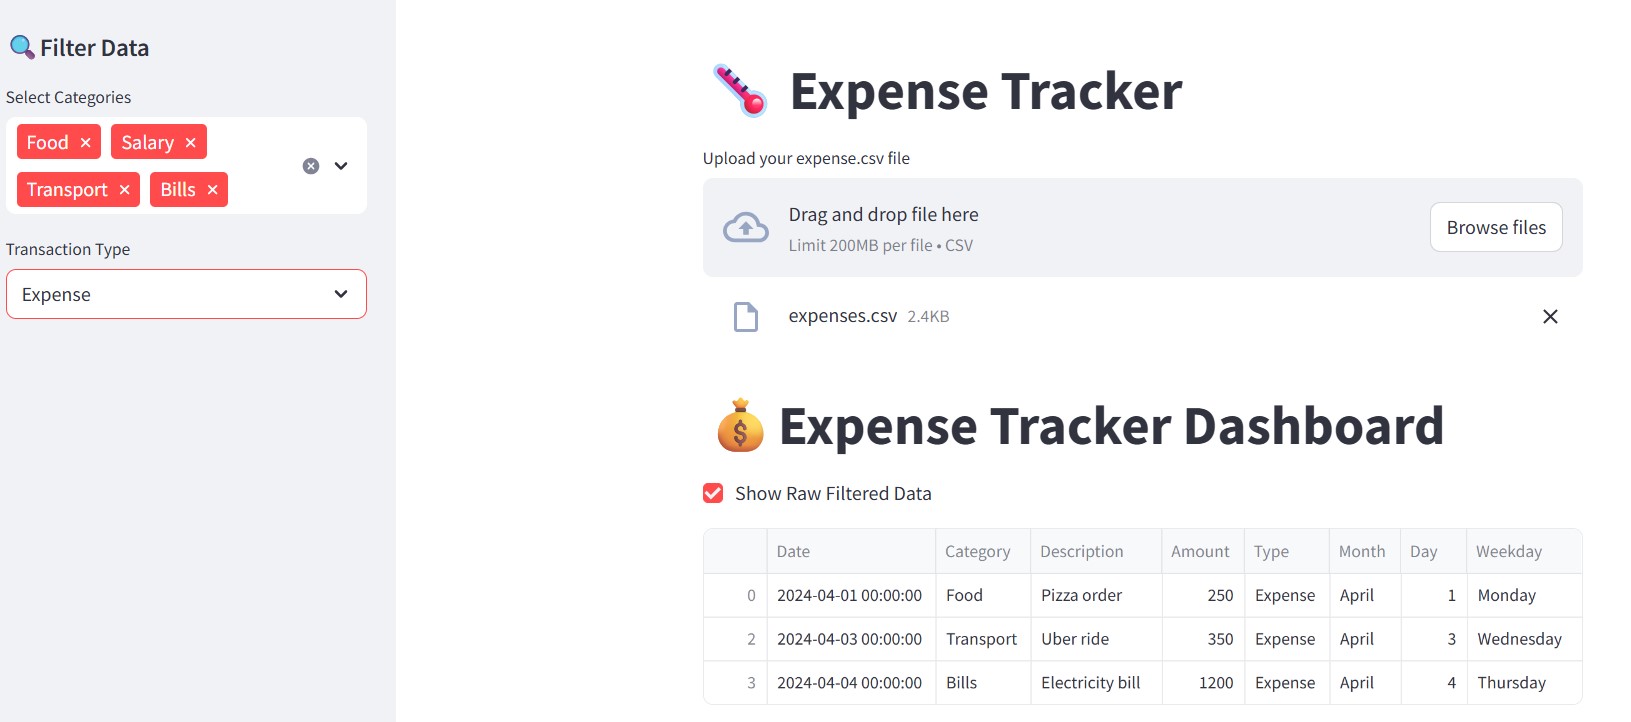 Filter Data
Select Categories
Food × Salary ×
Transport × Bills ×
Transaction Type
Expense
Expense Tracker
Upload your expense.csv file
Drag and drop file here
Limit 200MB per file • CSV
Browse files
expenses.csv 2.4KB
Expense Tracker Dashboard
Show Raw Filtered Data
Date Category Description Amount Type Month Day Weekday
0 2024-04-01 00:00:00 Food Pizza order 250 Expense April 1 Monday
2 2024-04-03 00:00:00 Transport Uber ride 350 Expense April 3 Wednesday
3 2024-04-04 00:00:00 Bills Electricity bill 1200 Expense April 4 Thursday